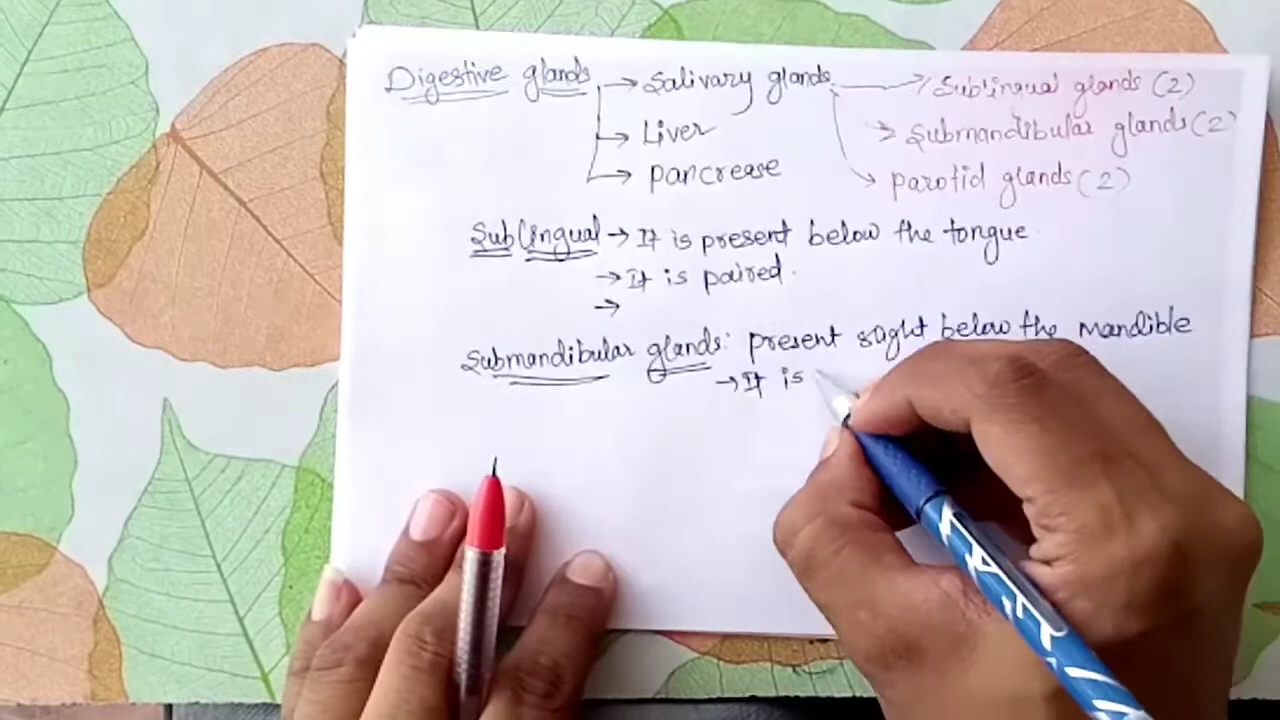 Digestive glands → Salivary glands → Sublingual glands (2)
→ Liver → Submandibular glands (2)
→ Pancrease → parotid glands (2)
Sublingual → It is present below the tongue
→ It is paired.
→
Submandibular glands: present slight below the mandible
→ It is